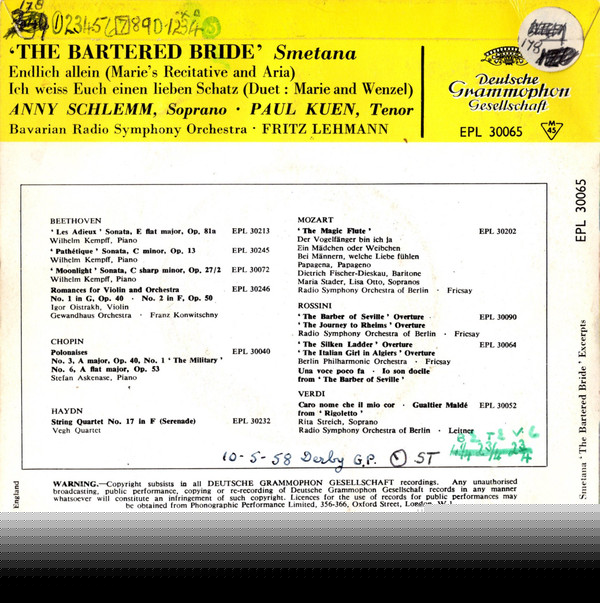 178
'THE BARTERED BRIDE' Smetana
Endlich allein (Marie's Recitative and Aria)
Ich weiss Euch einen lieben Schatz (Duet : Marie and Wenzel)
ANNY SCHLEMM, Soprano · PAUL KUEN, Tenor
Bavarian Radio Symphony Orchestra · FRITZ LEHMANN
178
Deutsche
Grammophon
Gesellschaft
EPL 30065
M
45
EPL 30065
Smetana · 'The Bartered Bride' Excerpts
BEETHOVEN
'Les Adieux' Sonata, E flat major, Op. 81a EPL 30213
Wilhelm Kempff, Piano
'Pathétique' Sonata, C minor, Op. 13 EPL 30245
Wilhelm Kempff, Piano
'Moonlight' Sonata, C sharp minor, Op. 27/2 EPL 30072
Wilhelm Kempff, Piano
Romances for Violin and Orchestra EPL 30246
No. 1 in G, Op. 40 · No. 2 in F, Op. 50
Igor Oistrakh, Violin
Gewandhaus Orchestra · Franz Konwitschny
CHOPIN
Polonaises EPL 30040
No. 3, A major, Op. 40, No. 1 'The Military'
No. 6, A flat major, Op. 53
Stefan Askenase, Piano
HAYDN
String Quartet No. 17 in F (Serenade) EPL 30232
Vegh Quartet
MOZART
'The Magic Flute' EPL 30202
Der Vogelfänger bin ich ja
Ein Mädchen oder Weibchen
Bei Männern, welche Liebe fühlen
Papagena, Papageno
Dietrich Fischer-Dieskau, Baritone
Maria Stader, Lisa Otto, Sopranos
Radio Symphony Orchestra of Berlin · Fricsay
ROSSINI
'The Barber of Seville' Overture EPL 30090
'The Journey to Rheims' Overture
Radio Symphony Orchestra of Berlin · Fricsay
'The Silken Ladder' Overture EPL 30064
'The Italian Girl in Algiers' Overture
Berlin Philharmonic Orchestra · Fricsay
Una voce poco fa · Io son docile
from 'The Barber of Seville'
VERDI
Caro nome che il mio cor · Gualtier Maldé EPL 30052
from 'Rigoletto'
Rita Streich, Soprano
Radio Symphony Orchestra of Berlin · Leitner
10-5-58 Derby G.P. ST
WARNING.—Copyright subsists in all DEUTSCHE GRAMMOPHON GESELLSCHAFT recordings. Any unauthorised
broadcasting, public performance, copying or re-recording of Deutsche Grammophon Gesellschaft Records in any manner
whatsoever will constitute an infringement of such copyright. Licences for the use of records for public performances may
be obtained from Phonographic Performance Limited, 356-366, Oxford Street, London, W.1
England